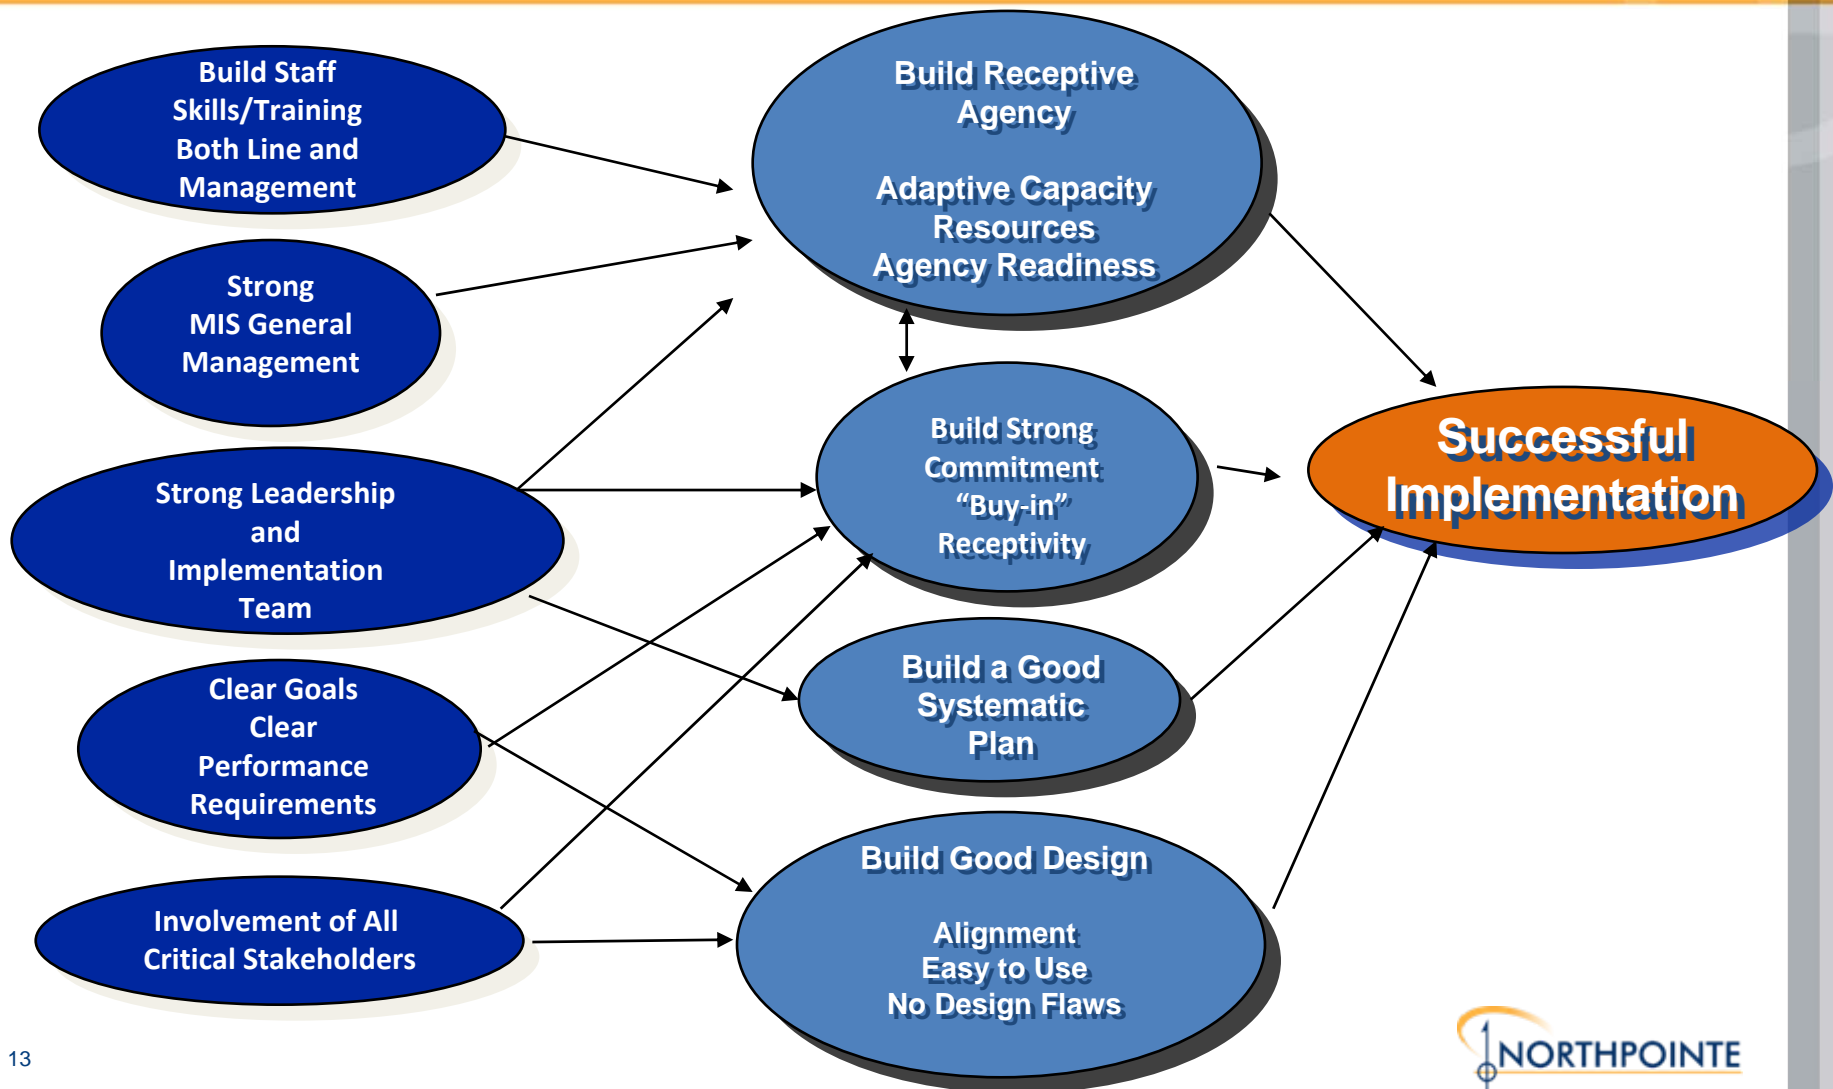 Build Staff
Skills/Training
Both Line and
Management
Strong
MIS General
Management
Strong Leadership
and
Implementation
Team
Clear Goals
Clear
Performance
Requirements
Involvement of All
Critical Stakeholders
Build Receptive
Agency
Adaptive Capacity
Resources
Agency Readiness
Build Strong
Commitment
“Buy-in”
Receptivity
Build a Good
Systematic
Plan
Build Good Design
Alignment
Easy to Use
No Design Flaws
Successful
Implementation
13
NORTHPOINTE